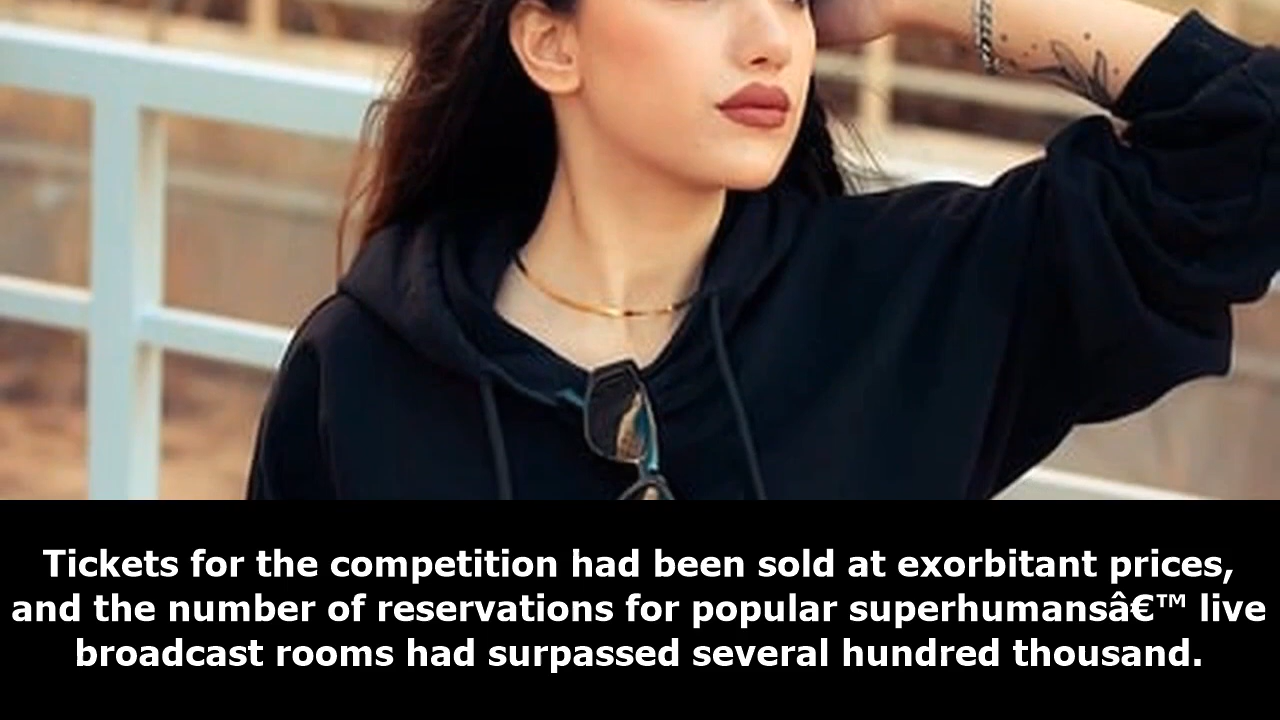 Tickets for the competition had been sold at exorbitant prices,
and the number of reservations for popular superhumansâ€™ live
broadcast rooms had surpassed several hundred thousand.